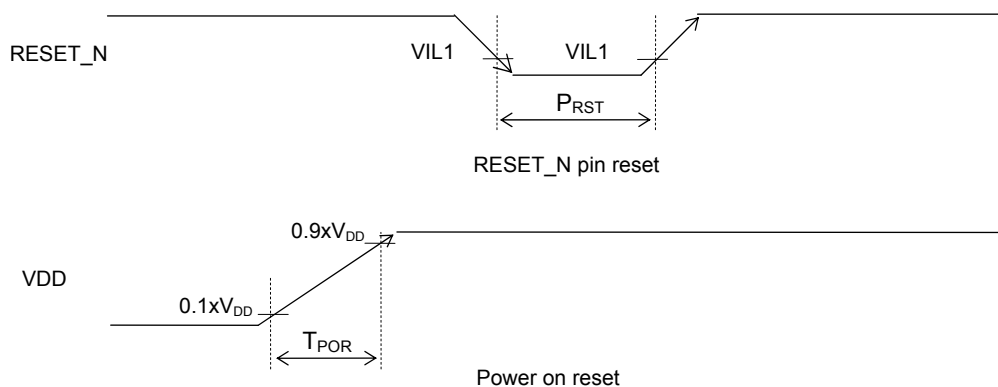 RESET_N
VIL1
VIL1
PRST
RESET_N pin reset
0.9xVDD
VDD
0.1xVDD
TPOR
Power on reset